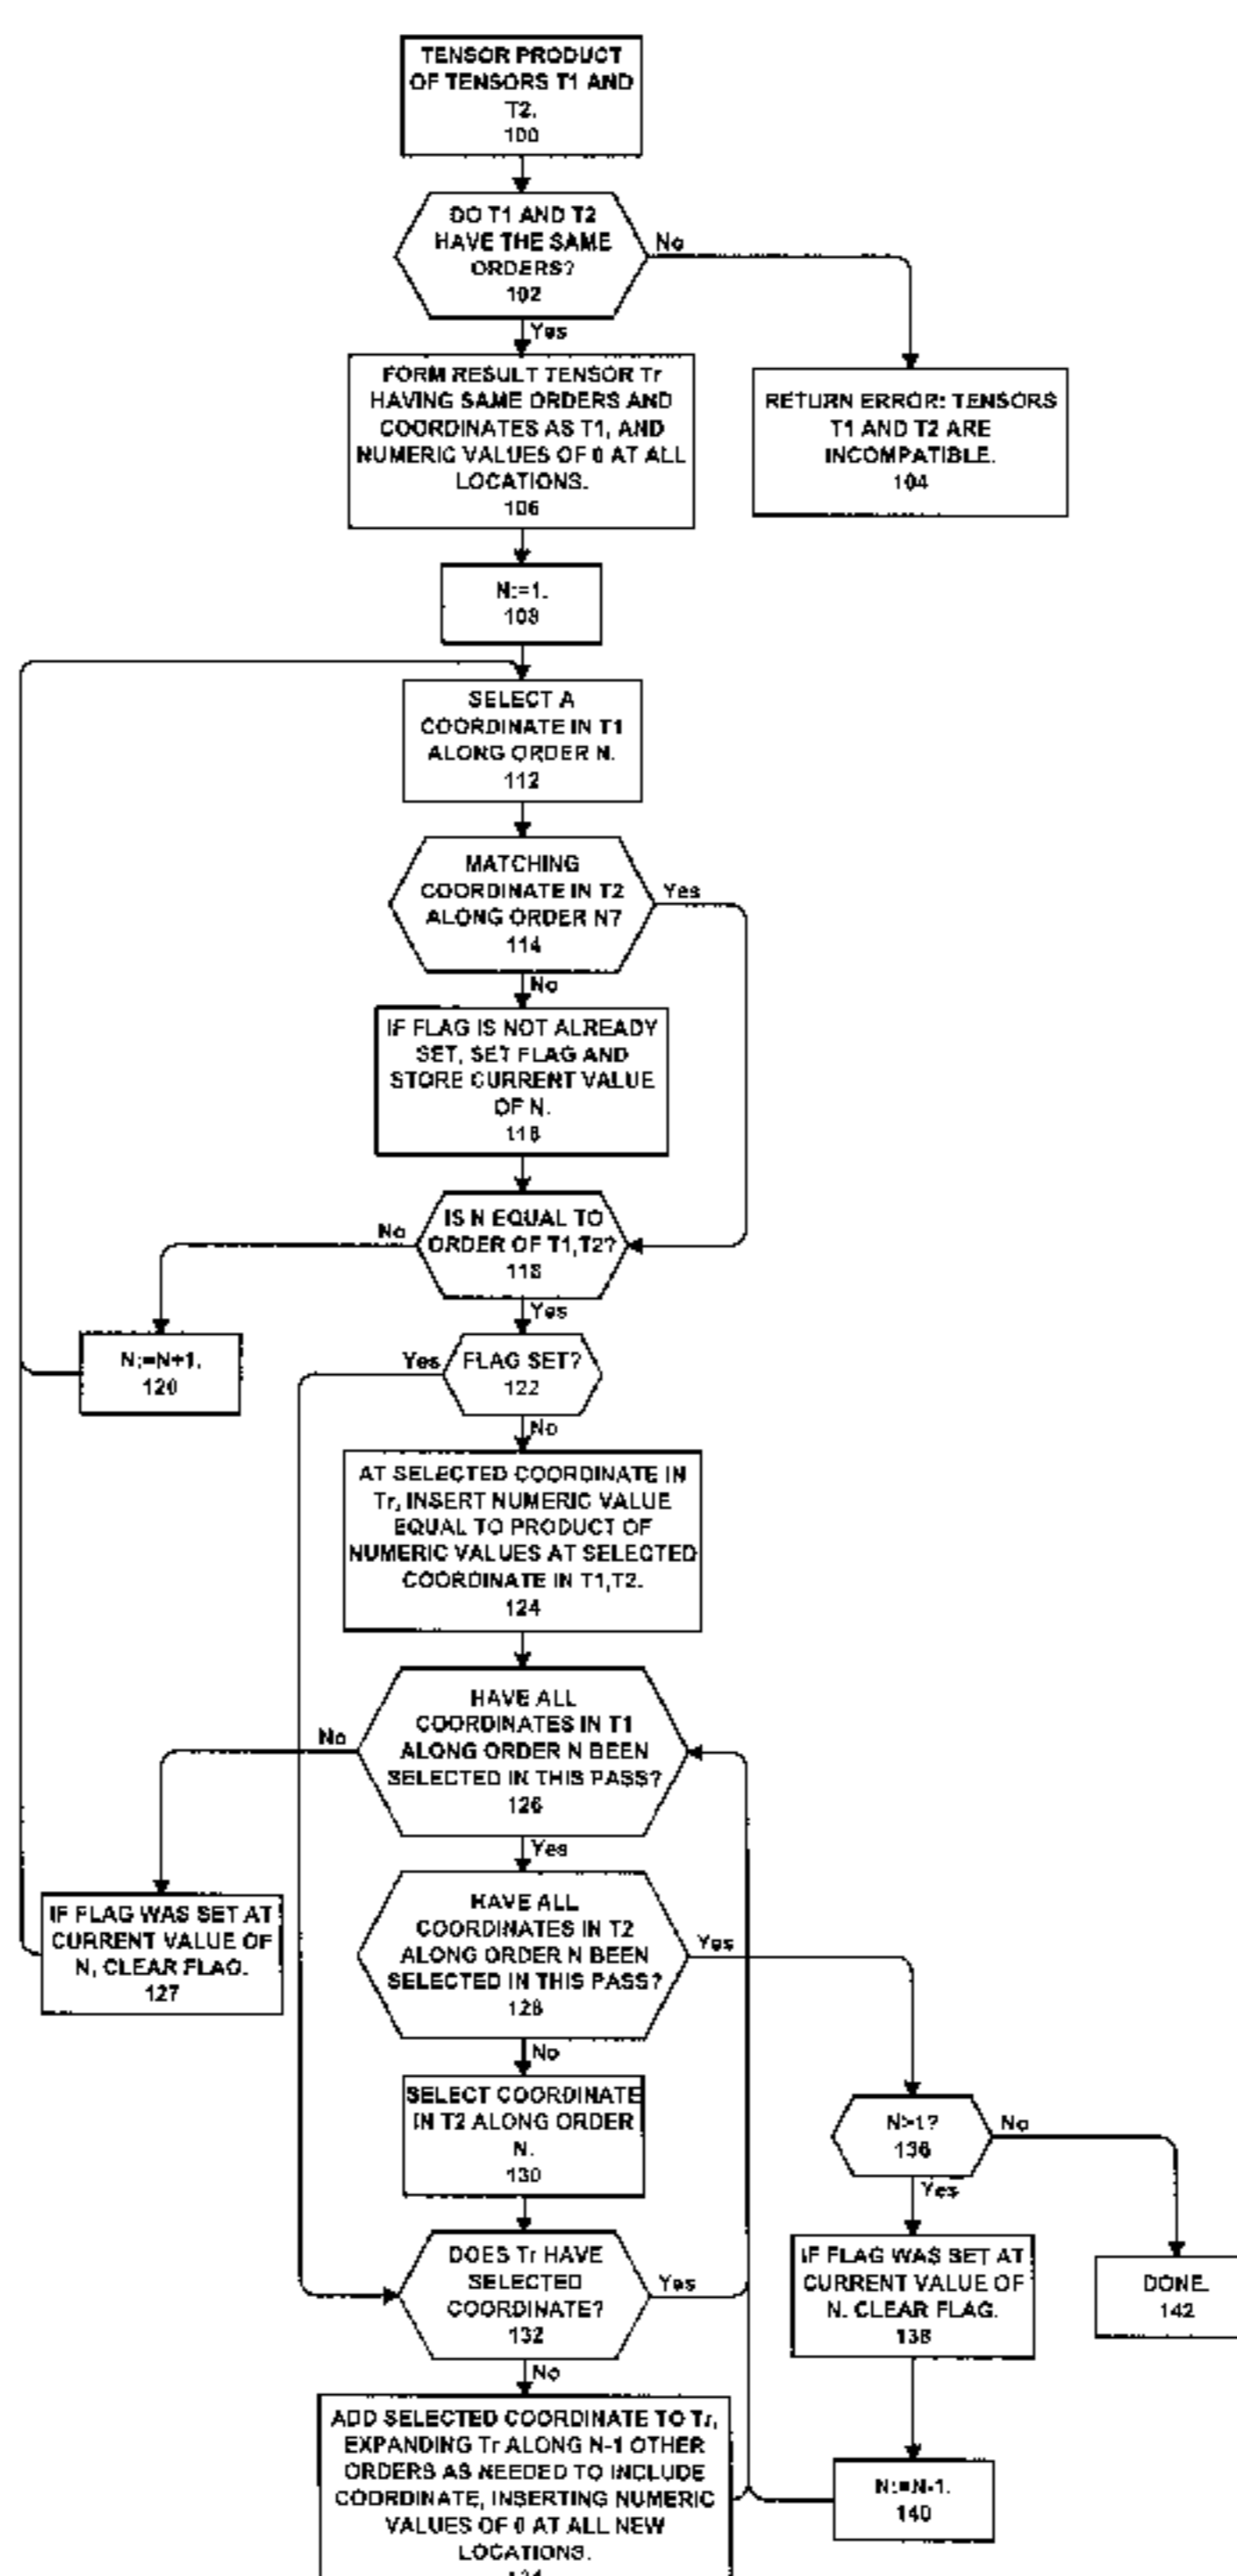 TENSOR PRODUCT
OF TENSORS T1 AND
T2.
100
DO T1 AND T2
HAVE THE SAME
ORDERS?
102
No
Yes
FORM RESULT TENSOR Tr
HAVING SAME ORDERS AND
COORDINATES AS T1, AND
NUMERIC VALUES OF 0 AT ALL
LOCATIONS.
106
RETURN ERROR: TENSORS
T1 AND T2 ARE
INCOMPATIBLE.
104
N:=1.
108
SELECT A
COORDINATE IN T1
ALONG ORDER N.
112
MATCHING
COORDINATE IN T2
ALONG ORDER N?
114
Yes
No
IF FLAG IS NOT ALREADY
SET, SET FLAG AND
STORE CURRENT VALUE
OF N.
116
IS N EQUAL TO
ORDER OF T1,T2?
118
No
Yes
N:=N+1.
120
FLAG SET?
122
Yes
No
AT SELECTED COORDINATE IN
Tr, INSERT NUMERIC VALUE
EQUAL TO PRODUCT OF
NUMERIC VALUES AT SELECTED
COORDINATE IN T1,T2.
124
HAVE ALL
COORDINATES IN T1
ALONG ORDER N BEEN
SELECTED IN THIS PASS?
126
No
Yes
IF FLAG WAS SET AT
CURRENT VALUE OF
N, CLEAR FLAG.
127
HAVE ALL
COORDINATES IN T2
ALONG ORDER N BEEN
SELECTED IN THIS PASS?
128
Yes
No
SELECT COORDINATE
IN T2 ALONG ORDER
N.
130
N>1?
136
No
Yes
DOES Tr HAVE
SELECTED
COORDINATE?
132
Yes
No
IF FLAG WAS SET AT
CURRENT VALUE OF
N. CLEAR FLAG.
138
DONE.
142
ADD SELECTED COORDINATE TO Tr,
EXPANDING Tr ALONG N-1 OTHER
ORDERS AS NEEDED TO INCLUDE
COORDINATE, INSERTING NUMERIC
VALUES OF 0 AT ALL NEW
LOCATIONS.
N:=N-1.
140